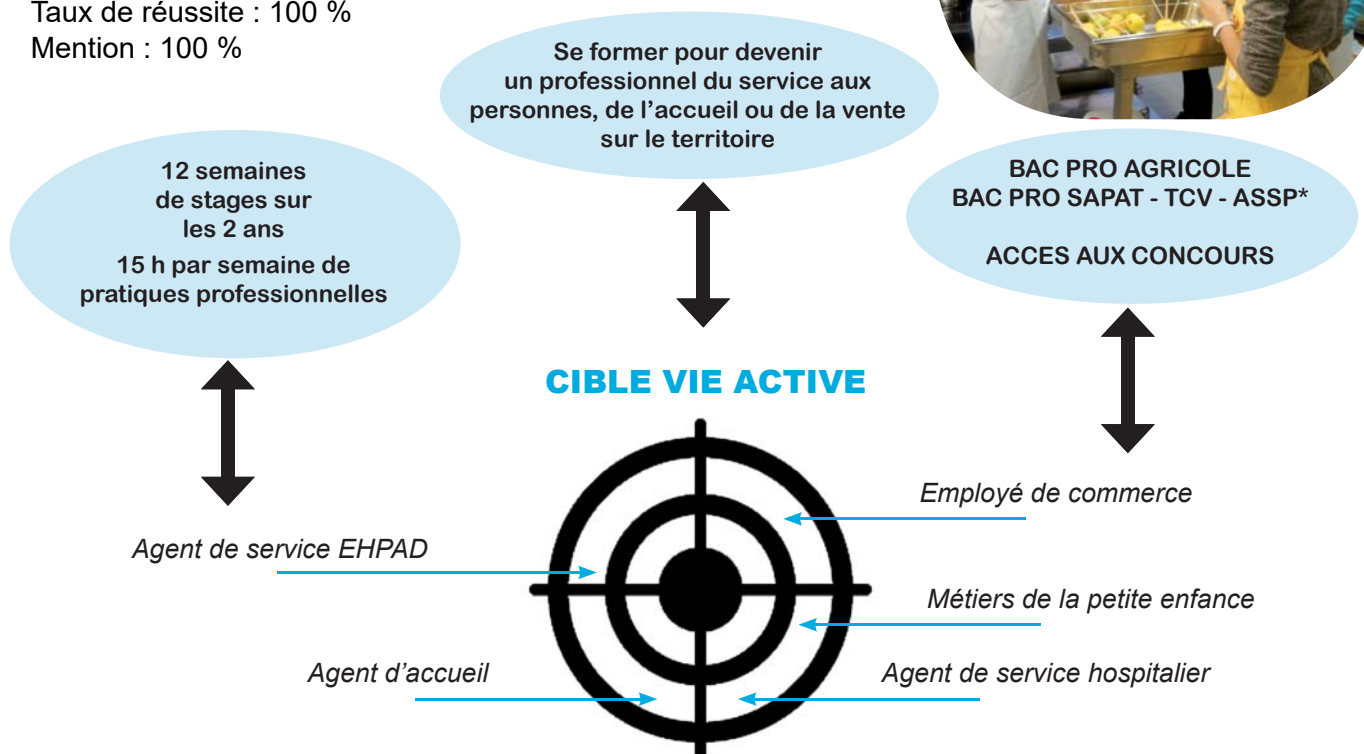 Taux de réussite : 100 %
Mention : 100 %
Se former pour devenir
un professionnel du service aux
personnes, de l'accueil ou de la vente
sur le territoire
12 semaines
de stages sur
les 2 ans
15 h par semaine de
pratiques professionnelles
BAC PRO AGRICOLE
BAC PRO SAPAT - TCV - ASSP*
ACCES AUX CONCOURS
CIBLE VIE ACTIVE
Employé de commerce
Agent de service EHPAD
Métiers de la petite enfance
Agent d'accueil
Agent de service hospitalier